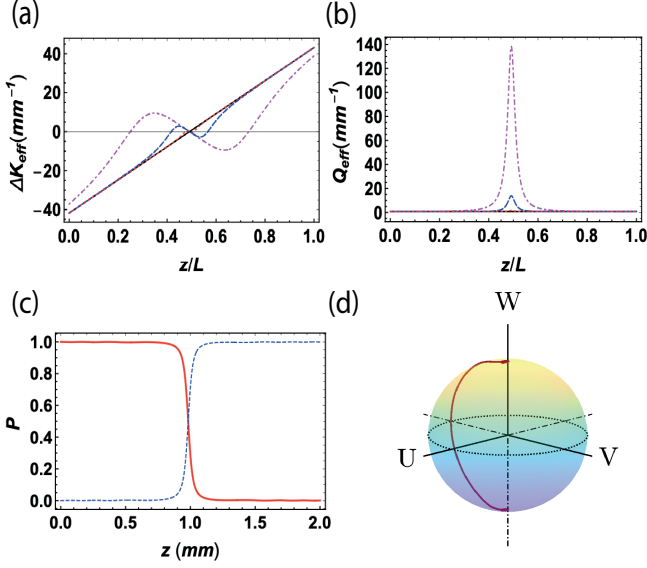 (a)
ΔK_eff(mm⁻¹)
40
20
0
−20
−40
0.0 0.2 0.4 0.6 0.8 1.0
z/L
(b)
Q_eff(mm⁻¹)
140
120
100
80
60
40
20
0
0.0 0.2 0.4 0.6 0.8 1.0
z/L
(c)
P
1.0
0.8
0.6
0.4
0.2
0.0
0.0 0.5 1.0 1.5 2.0
z (mm)
(d)
W
U
V